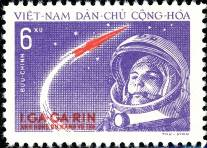 VIỆT-NAM DÂN-CHỦ CỘNG-HÒA
6 XU
BƯU-CHÍNH
I.GA-GA-RIN